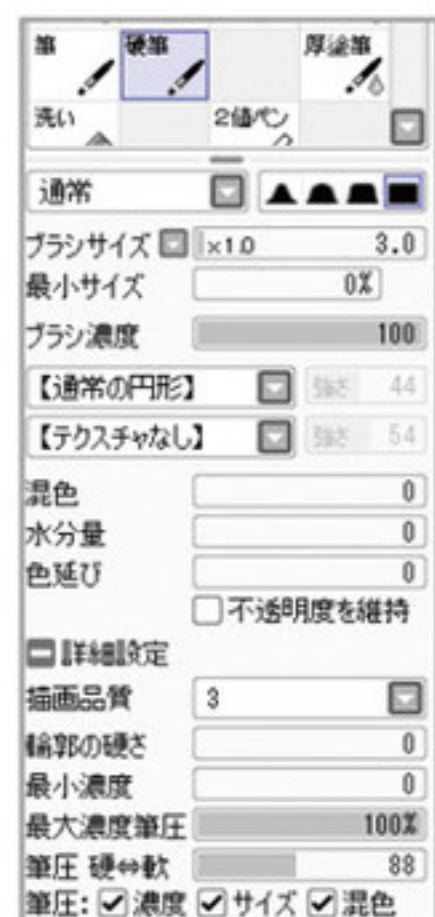 筆 硬筆 厚塗筆
洗い 2値ペン
通常
ブラシサイズ ×1.0 3.0
最小サイズ 0%
ブラシ濃度 100
【通常の円形】 強さ 44
【テクスチャなし】 強さ 54
混色 0
水分量 0
色延び 0
不透明度を維持
詳細設定
描画品質 3
輪郭の硬さ 0
最小濃度 0
最大濃度筆圧 100%
筆圧 硬⇔軟 88
筆圧: 濃度 サイズ 混色